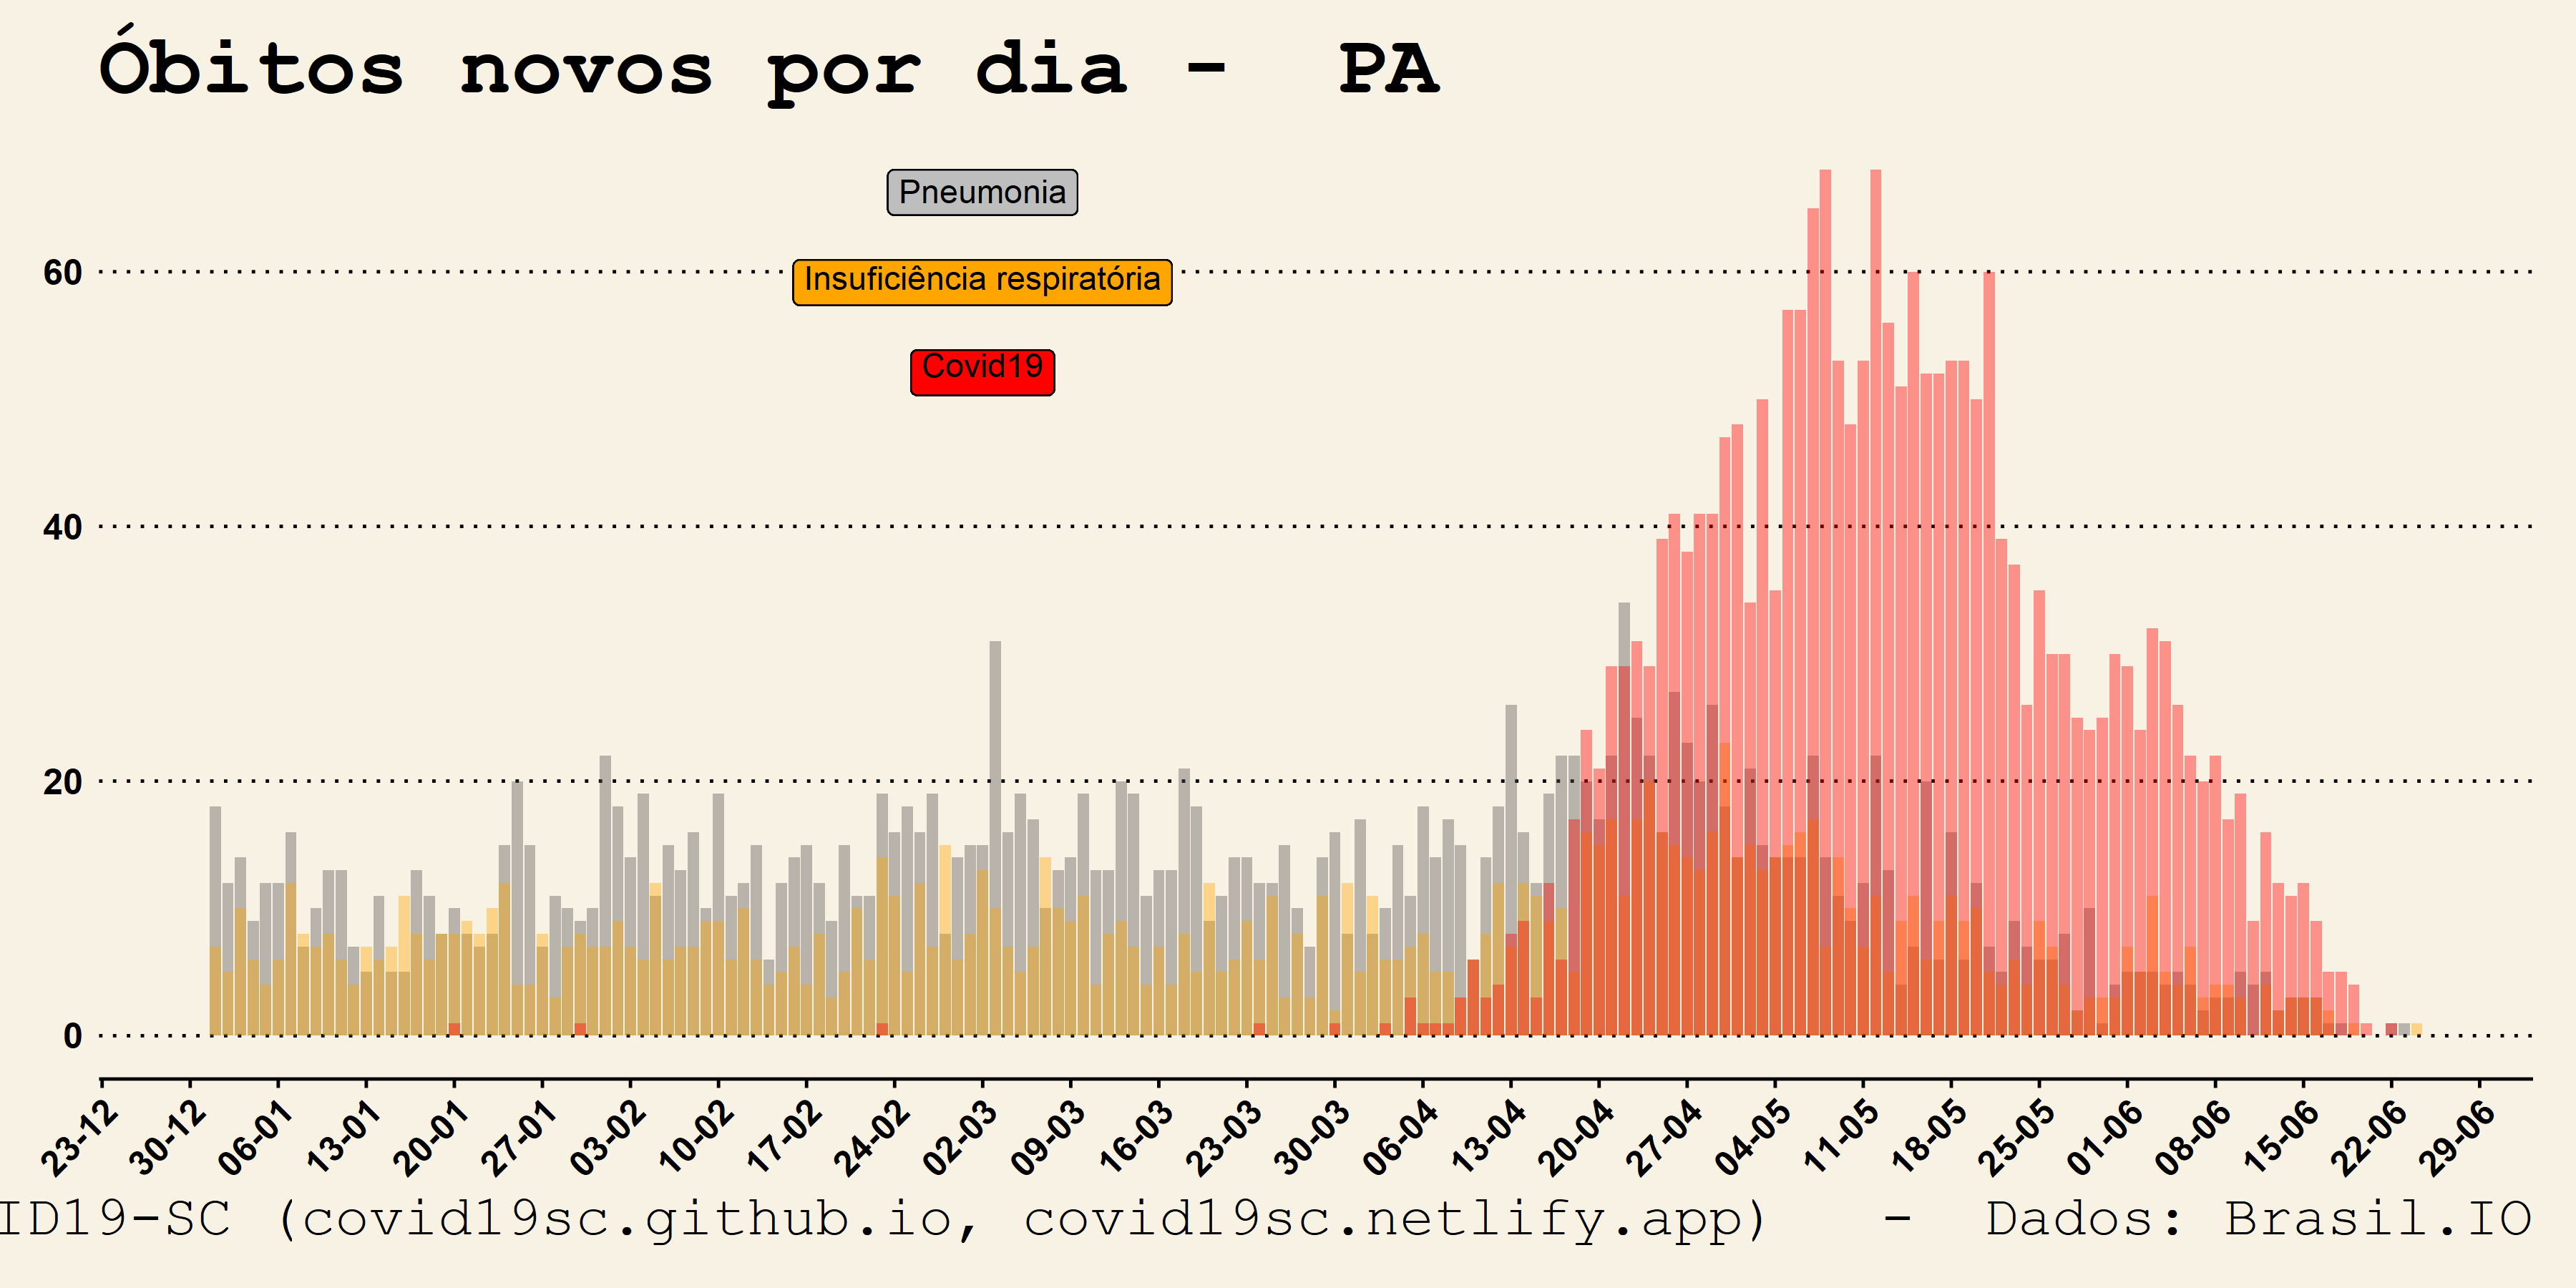 Óbitos novos por dia - PA
Pneumonia
Insuficiência respiratória
Covid19
60
40
20
0
23-12 30-12 06-01 13-01 20-01 27-01 03-02 10-02 17-02 24-02 02-03 09-03 16-03 23-03 30-03 06-04 13-04 20-04 27-04 04-05 11-05 18-05 25-05 01-06 08-06 15-06 22-06 29-06
ID19-SC (covid19sc.github.io, covid19sc.netlify.app) - Dados: Brasil.IO